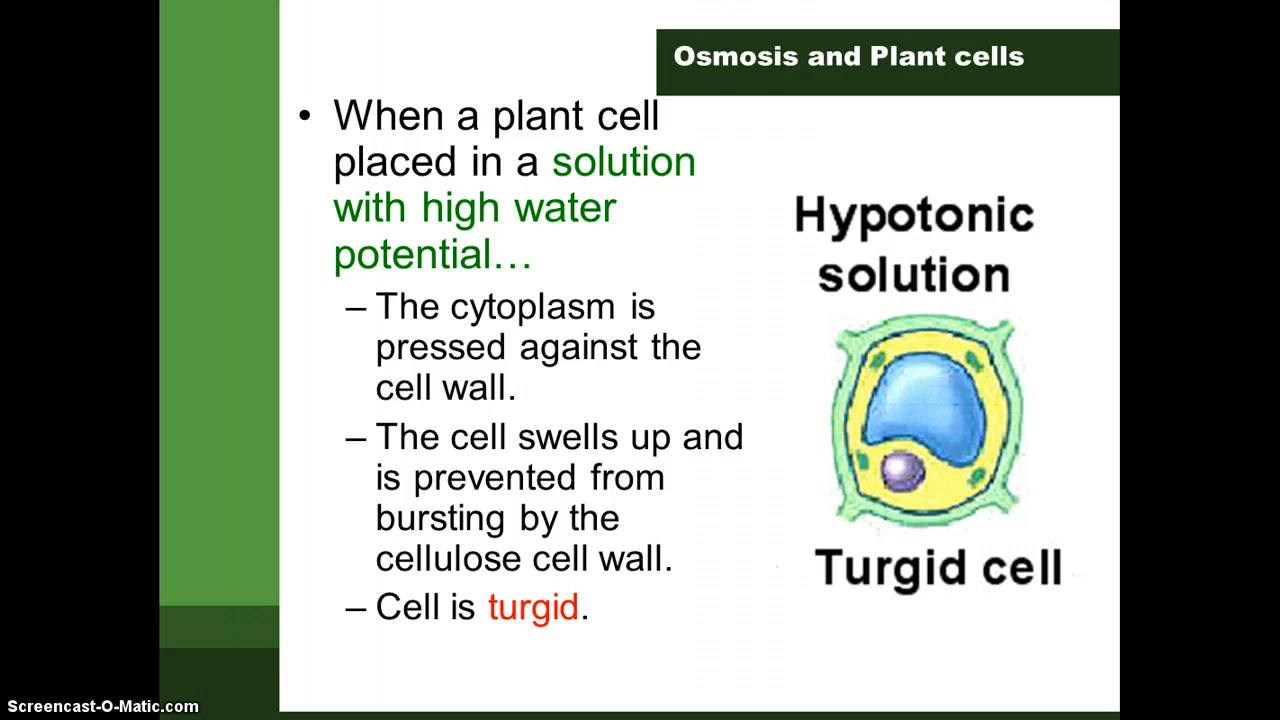 Osmosis and Plant cells
• When a plant cell
placed in a solution
with high water
potential…
– The cytoplasm is
pressed against the
cell wall.
– The cell swells up and
is prevented from
bursting by the
cellulose cell wall.
– Cell is turgid.
Hypotonic
solution
Turgid cell
Screencast-O-Matic.com